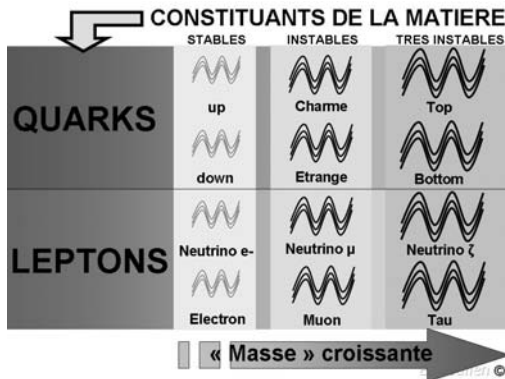 CONSTITUANTS DE LA MATIERE
STABLES INSTABLES TRES INSTABLES
QUARKS
up Charme Top
down Etrange Bottom
LEPTONS
Neutrino e- Neutrino μ Neutrino ζ
Electron Muon Tau
« Masse » croissante
©